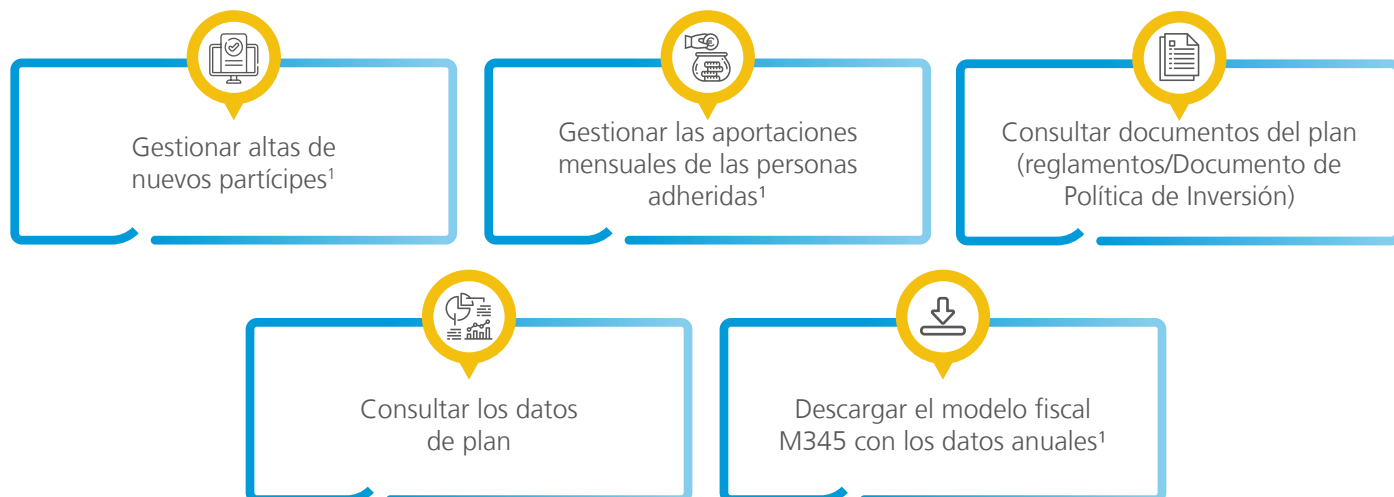 Gestionar altas de
nuevos partícipes¹
Gestionar las aportaciones
mensuales de las personas
adheridas¹
Consultar documentos del plan
(reglamentos/Documento de
Política de Inversión)
Consultar los datos
de plan
Descargar el modelo fiscal
M345 con los datos anuales¹